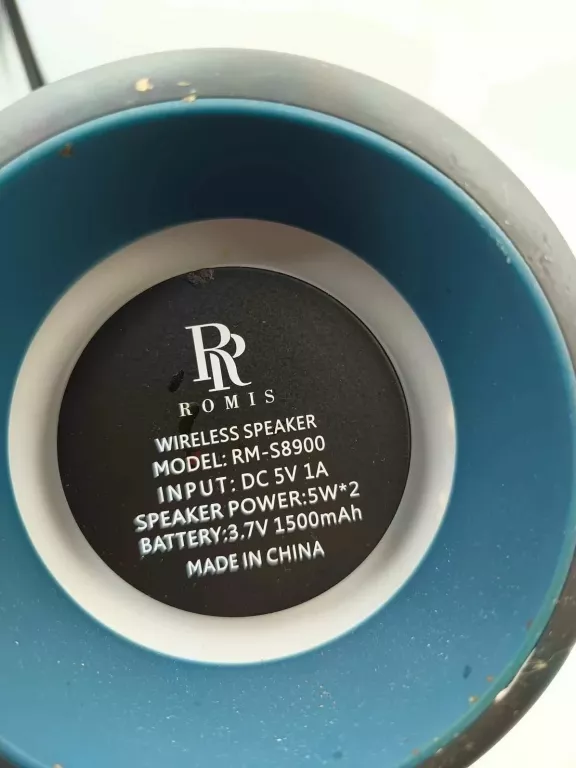 RR
ROMIS
WIRELESS SPEAKER
MODEL: RM-S8900
INPUT: DC 5V 1A
SPEAKER POWER:5W*2
BATTERY:3.7V 1500mAh
MADE IN CHINA